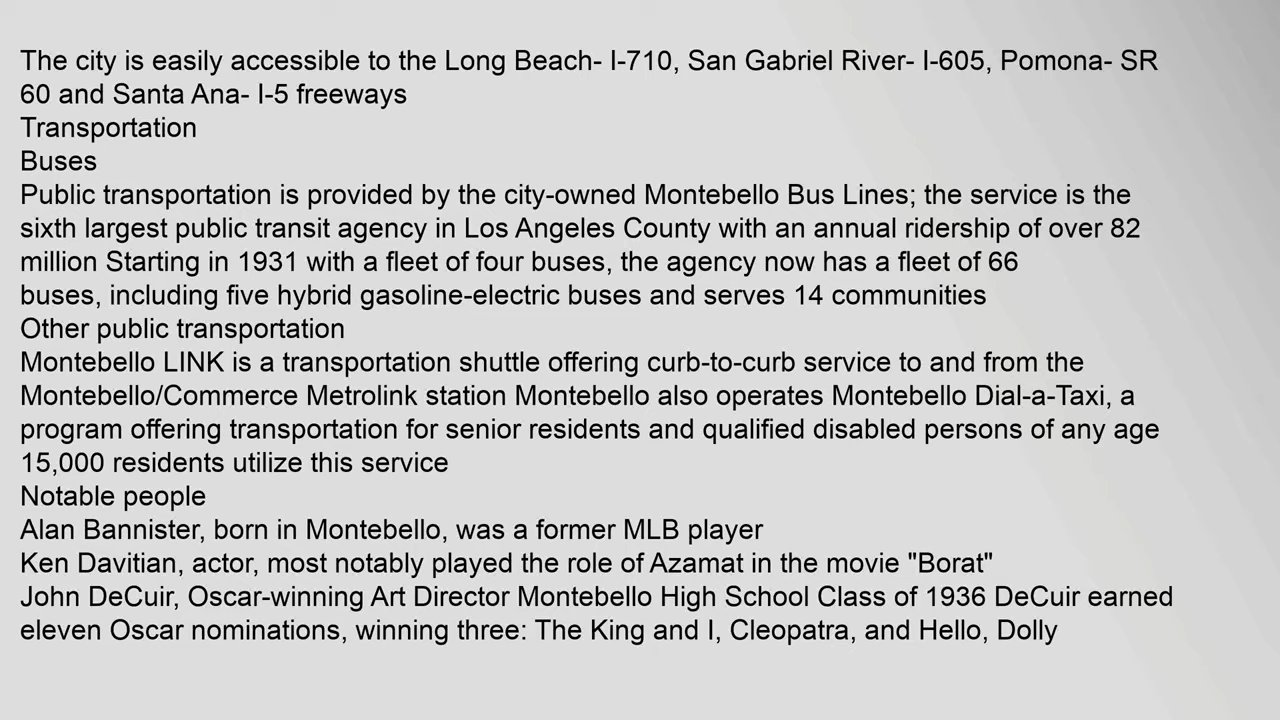 The city is easily accessible to the Long Beach- I-710, San Gabriel River- I-605, Pomona- SR
60 and Santa Ana- I-5 freeways
Transportation
Buses
Public transportation is provided by the city-owned Montebello Bus Lines; the service is the
sixth largest public transit agency in Los Angeles County with an annual ridership of over 82
million Starting in 1931 with a fleet of four buses, the agency now has a fleet of 66
buses, including five hybrid gasoline-electric buses and serves 14 communities
Other public transportation
Montebello LINK is a transportation shuttle offering curb-to-curb service to and from the
Montebello/Commerce Metrolink station Montebello also operates Montebello Dial-a-Taxi, a
program offering transportation for senior residents and qualified disabled persons of any age
15,000 residents utilize this service
Notable people
Alan Bannister, born in Montebello, was a former MLB player
Ken Davitian, actor, most notably played the role of Azamat in the movie "Borat"
John DeCuir, Oscar-winning Art Director Montebello High School Class of 1936 DeCuir earned
eleven Oscar nominations, winning three: The King and I, Cleopatra, and Hello, Dolly